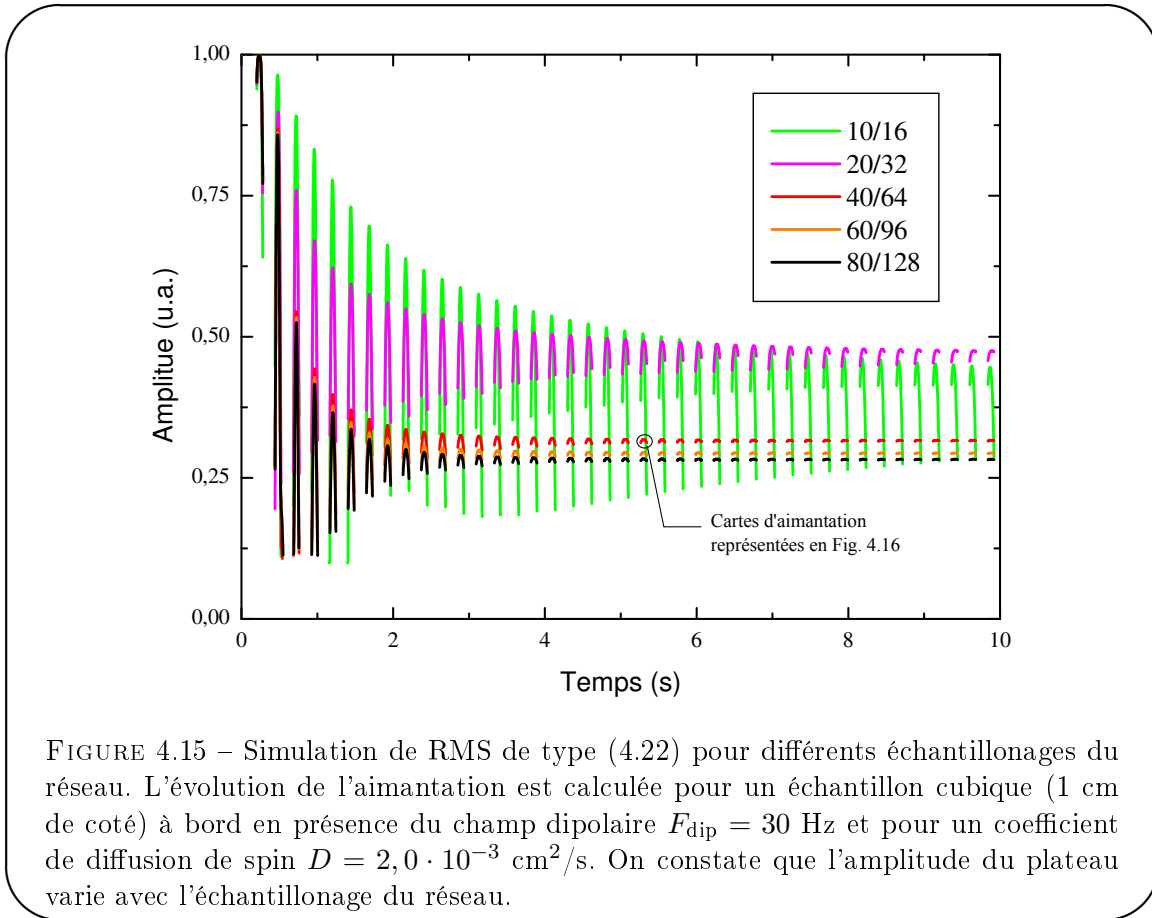 1,00
0,75
0,50
0,25
0,00
Amplitue (u.a.)
10/16
20/32
40/64
60/96
80/128
Cartes d'aimantation
représentées en Fig. 4.16
0
2
4
6
8
10
Temps (s)
FIGURE 4.15 – Simulation de RMS de type (4.22) pour différents échantillonages du
réseau. L'évolution de l'aimantation est calculée pour un échantillon cubique (1 cm
de coté) à bord en présence du champ dipolaire F_dip = 30 Hz et pour un coefficient
de diffusion de spin D = 2,0 · 10⁻³ cm²/s. On constate que l'amplitude du plateau
varie avec l'échantillonage du réseau.